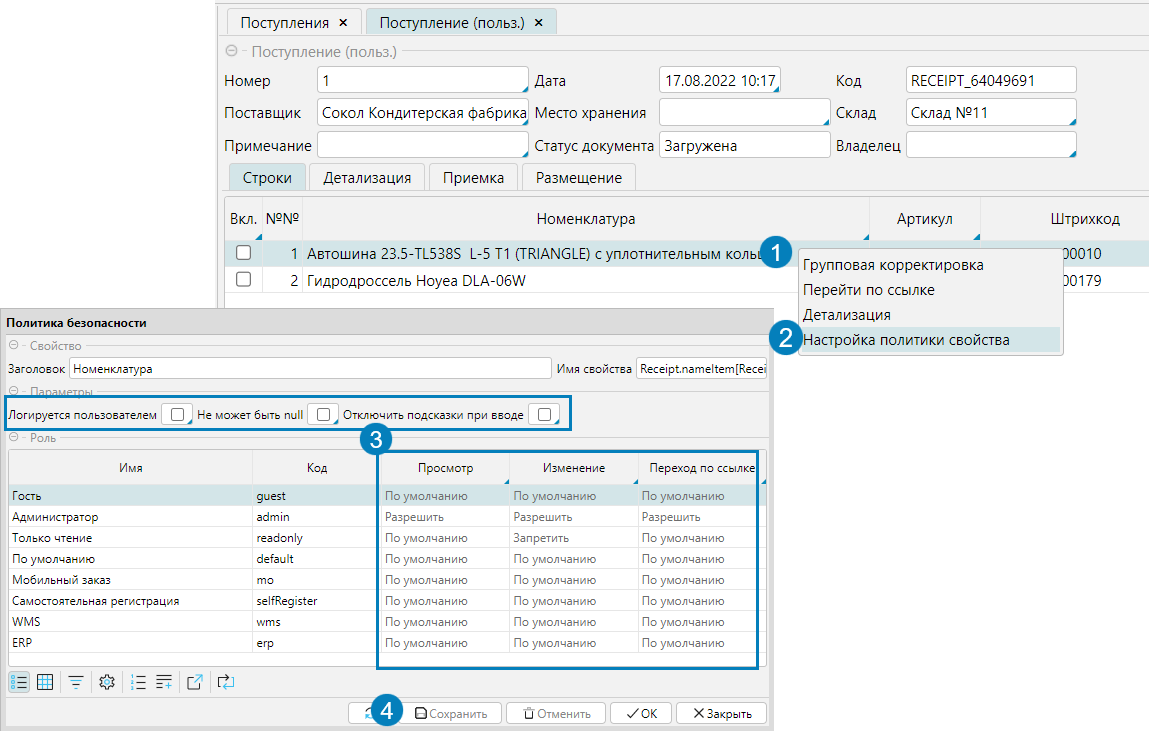 Поступления × Поступление (польз.) ×
Поступление (польз.)
Номер 1 Дата 17.08.2022 10:17 Код RECEIPT_64049691
Поставщик Сокол Кондитерская фабрика Место хранения Склад Склад №11
Примечание Статус документа Загружена Владелец
Строки Детализация Приемка Размещение
Вкл. №№ Номенклатура Артикул Штрихкод
1 Автошина 23.5-TL538S L-5 T1 (TRIANGLE) с уплотнительным 00010
2 Гидродроссель Hoyea DLA-06W 00179
1
Групповая корректировка
Перейти по ссылке
Детализация
2 Настройка политики свойства
Политика безопасности
Свойство
Заголовок Номенклатура Имя свойства Receipt.nameItem[Recei
Параметры
Логируется пользователем Не может быть null Отключить подсказки при вводе
Роль
3
Имя Код Просмотр Изменение Переход по ссылке
Гость guest По умолчанию По умолчанию По умолчанию
Администратор admin Разрешить Разрешить Разрешить
Только чтение readonly По умолчанию Запретить По умолчанию
По умолчанию default По умолчанию По умолчанию По умолчанию
Мобильный заказ mo По умолчанию По умолчанию По умолчанию
Самостоятельная регистрация selfRegister По умолчанию По умолчанию По умолчанию
WMS wms По умолчанию По умолчанию По умолчанию
ERP erp По умолчанию По умолчанию По умолчанию
4 Сохранить Отменить OK Закрыть